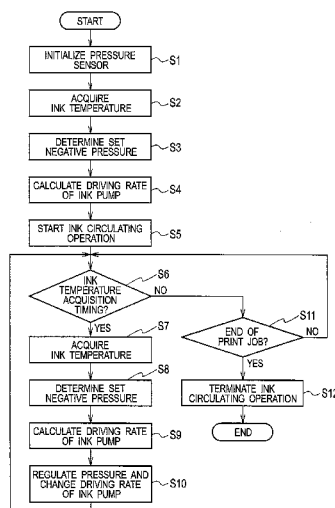 START
INITIALIZE PRESSURE
SENSOR
S1
ACQUIRE
INK TEMPERATURE
S2
DETERMINE SET
NEGATIVE PRESSURE
S3
CALCULATE DRIVING RATE
OF INK PUMP
S4
START INK CIRCULATING
OPERATION
S5
INK
TEMPERATURE
ACQUISITION
TIMING?
S6
NO
YES
S7
ACQUIRE
INK TEMPERATURE
S8
DETERMINE SET
NEGATIVE PRESSURE
CALCULATE DRIVING RATE
OF INK PUMP
S9
REGULATE PRESSURE AND
CHANGE DRIVING RATE
OF INK PUMP
S10
S11
END OF
PRINT JOB?
NO
YES
TERMINATE INK
CIRCULATING OPERATION
S12
END